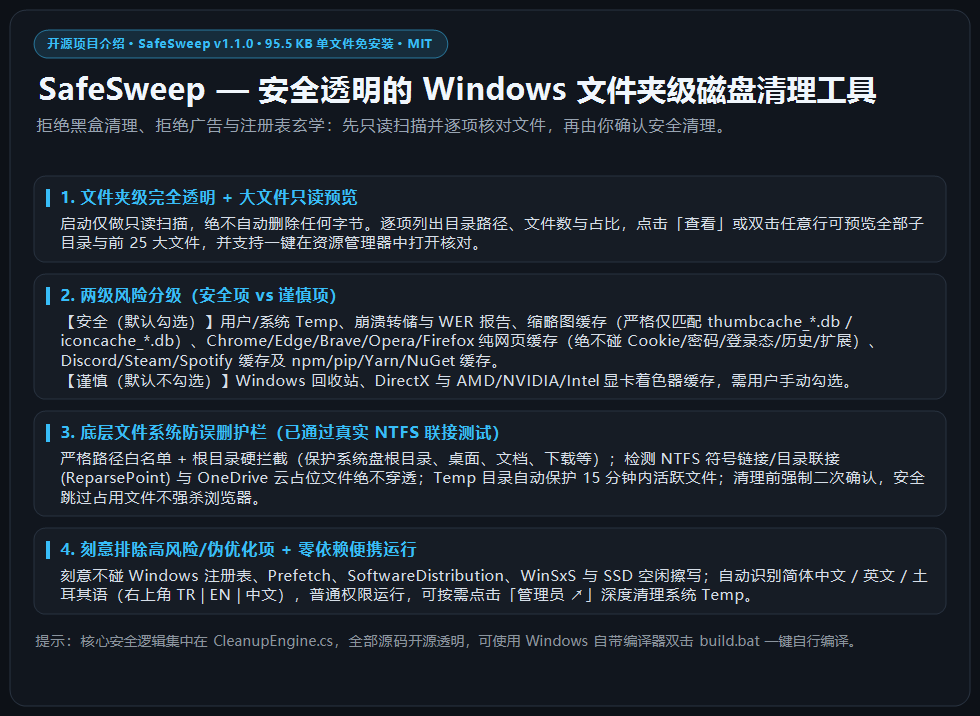 开源项目介绍 • SafeSweep v1.1.0 • 95.5 KB 单文件免安装 • MIT
SafeSweep — 安全透明的 Windows 文件夹级磁盘清理工具
拒绝黑盒清理、拒绝广告与注册表玄学：先只读扫描并逐项核对文件，再由你确认安全清理。
1. 文件夹级完全透明 + 大文件只读预览
启动仅做只读扫描，绝不自动删除任何字节。逐项列出目录路径、文件数与占比，点击「查看」或双击任意行可预览全部子
目录与前 25 大文件，并支持一键在资源管理器中打开核对。
2. 两级风险分级（安全项 vs 谨慎项）
【安全（默认勾选）】用户/系统 Temp、崩溃转储与 WER 报告、缩略图缓存（严格仅匹配 thumbcache_*.db /
iconcache_*.db）、Chrome/Edge/Brave/Opera/Firefox 纯网页缓存（绝不碰 Cookie/密码/登录态/历史/扩展）、
Discord/Steam/Spotify 缓存及 npm/pip/Yarn/NuGet 缓存。
【谨慎（默认不勾选）】Windows 回收站、DirectX 与 AMD/NVIDIA/Intel 显卡着色器缓存，需用户手动勾选。
3. 底层文件系统防误删护栏（已通过真实 NTFS 联接测试）
严格路径白名单 + 根目录硬拦截（保护系统盘根目录、桌面、文档、下载等）；检测 NTFS 符号链接/目录联接
(ReparsePoint) 与 OneDrive 云占位文件绝不穿透；Temp 目录自动保护 15 分钟内活跃文件；清理前强制二次确认，安全
跳过占用文件不强杀浏览器。
4. 刻意排除高风险/伪优化项 + 零依赖便携运行
刻意不碰 Windows 注册表、Prefetch、SoftwareDistribution、WinSxS 与 SSD 空闲擦写；自动识别简体中文 / 英文 / 土
耳其语（右上角 TR | EN | 中文），普通权限运行，可按需点击「管理员 ↗」深度清理系统 Temp。
提示：核心安全逻辑集中在 CleanupEngine.cs，全部源码开源透明，可使用 Windows 自带编译器双击 build.bat 一键自行编译。